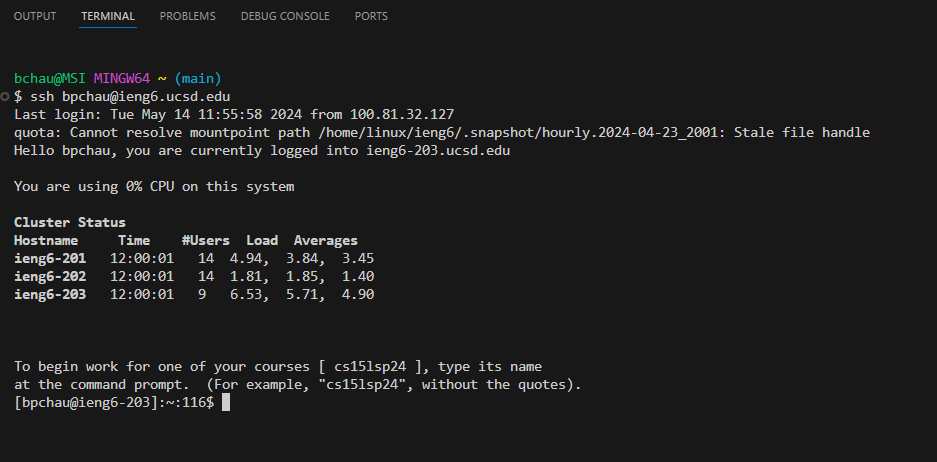 OUTPUT TERMINAL PROBLEMS DEBUG CONSOLE PORTS
bchau@MSI MINGW64 ~ (main)
$ ssh bpchau@ieng6.ucsd.edu
Last login: Tue May 14 11:55:58 2024 from 100.81.32.127
quota: Cannot resolve mountpoint path /home/linux/ieng6/.snapshot/hourly.2024-04-23_2001: Stale file handle
Hello bpchau, you are currently logged into ieng6-203.ucsd.edu
You are using 0% CPU on this system
Cluster Status
Hostname     Time    #Users  Load  Averages
ieng6-201   12:00:01   14  4.94,  3.84,  3.45
ieng6-202   12:00:01   14  1.81,  1.85,  1.40
ieng6-203   12:00:01   9   6.53,  5.71,  4.90
To begin work for one of your courses [ cs15lsp24 ], type its name
at the command prompt.  (For example, "cs15lsp24", without the quotes).
[bpchau@ieng6-203]:~:116$